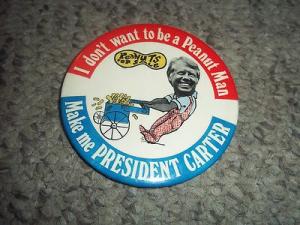 I don't want to be a Peanut Man
PEANUTS
Make me PRESIDENT CARTER